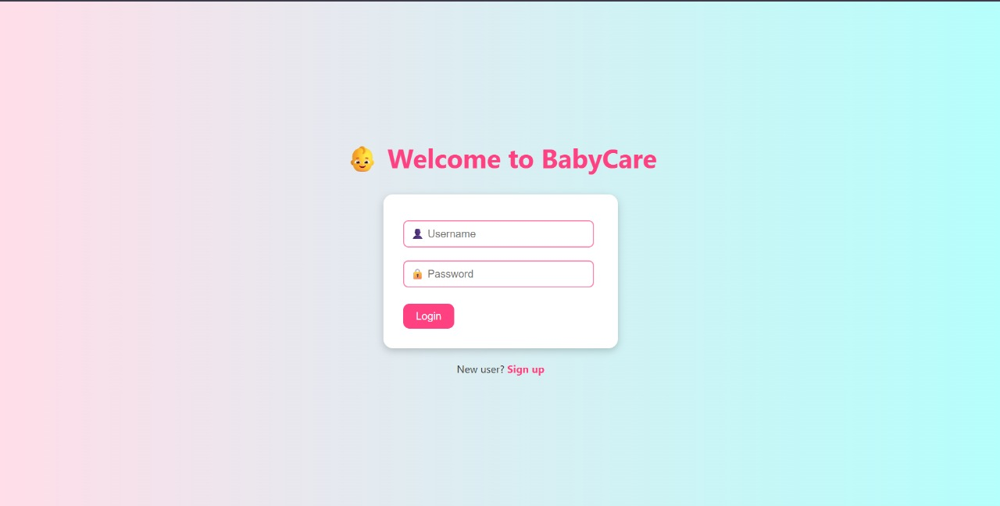 👶 Welcome to BabyCare
👤 Username
🔒 Password
Login
New user? Sign up